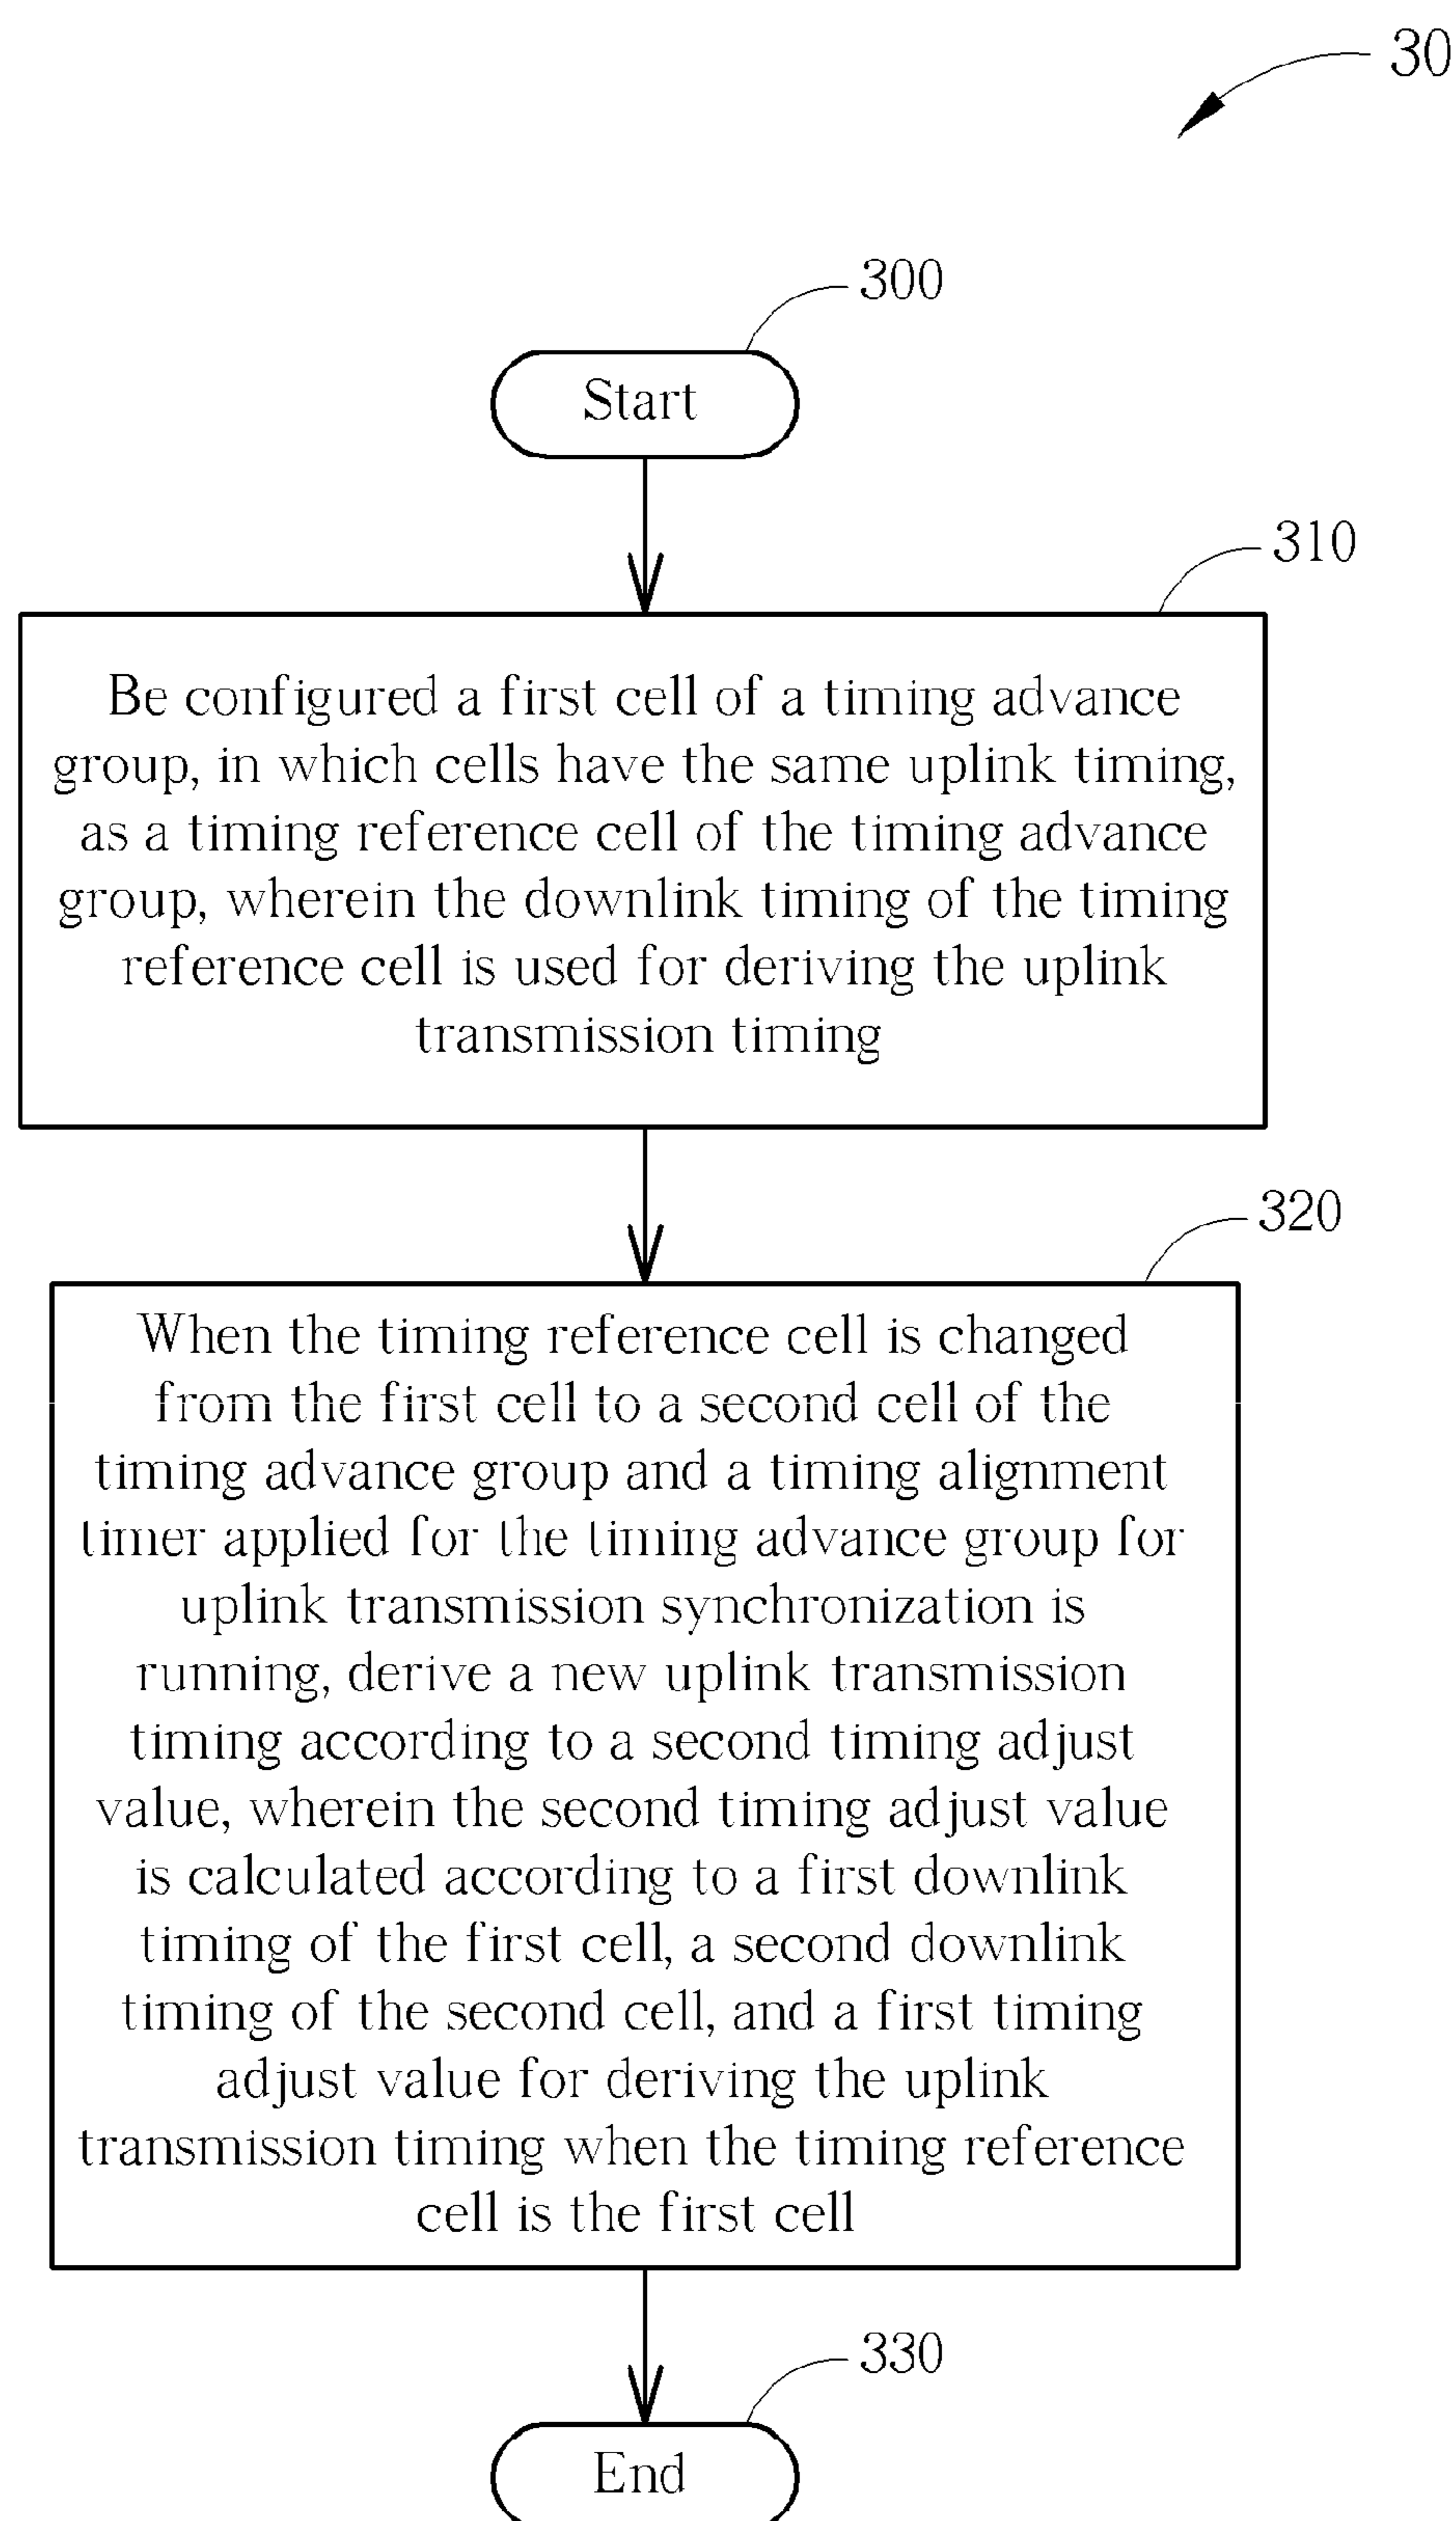 30
300
Start
310
Be configured a first cell of a timing advance
group, in which cells have the same uplink timing,
as a timing reference cell of the timing advance
group, wherein the downlink timing of the timing
reference cell is used for deriving the uplink
transmission timing
320
When the timing reference cell is changed
from the first cell to a second cell of the
timing advance group and a timing alignment
timer applied for the timing advance group for
uplink transmission synchronization is
running, derive a new uplink transmission
timing according to a second timing adjust
value, wherein the second timing adjust value
is calculated according to a first downlink
timing of the first cell, a second downlink
timing of the second cell, and a first timing
adjust value for deriving the uplink
transmission timing when the timing reference
cell is the first cell
330
End